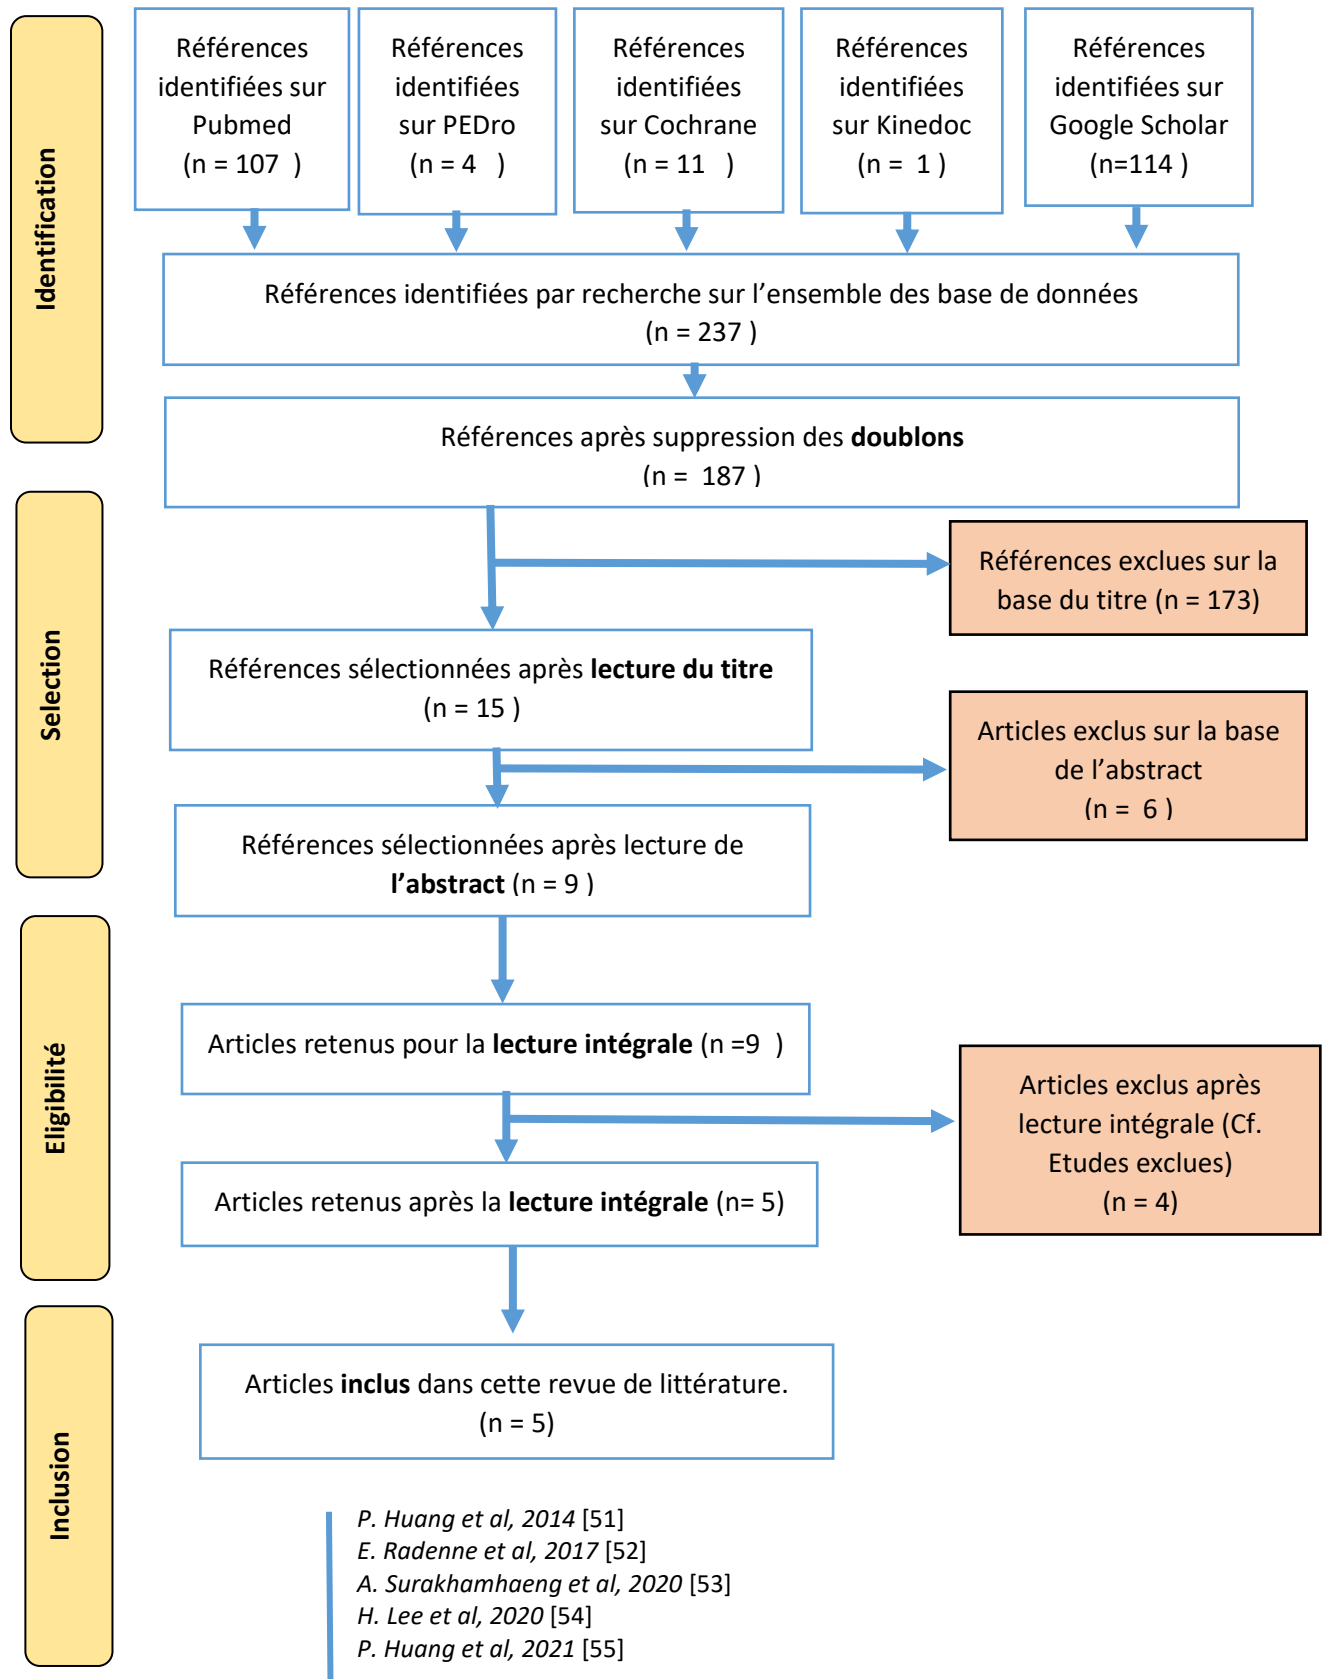 Identification
Références
identifiées sur
Pubmed
(n = 107 )
Références
identifiées
sur PEDro
(n = 4 )
Références
identifiées
sur Cochrane
(n = 11 )
Références
identifiées
sur Kinedoc
(n = 1 )
Références
identifiées sur
Google Scholar
(n=114 )
Références identifiées par recherche sur l’ensemble des base de données
(n = 237 )
Références après suppression des doublons
(n = 187 )
Selection
Références exclues sur la
base du titre (n = 173)
Références sélectionnées après lecture du titre
(n = 15 )
Articles exclus sur la base
de l’abstract
(n = 6 )
Références sélectionnées après lecture de
l’abstract (n = 9 )
Eligibilité
Articles retenus pour la lecture intégrale (n =9 )
Articles exclus après
lecture intégrale (Cf.
Etudes exclues)
(n = 4)
Articles retenus après la lecture intégrale (n= 5)
Inclusion
Articles inclus dans cette revue de littérature.
(n = 5)
P. Huang et al, 2014 [51]
E. Radenne et al, 2017 [52]
A. Surakhamhaeng et al, 2020 [53]
H. Lee et al, 2020 [54]
P. Huang et al, 2021 [55]